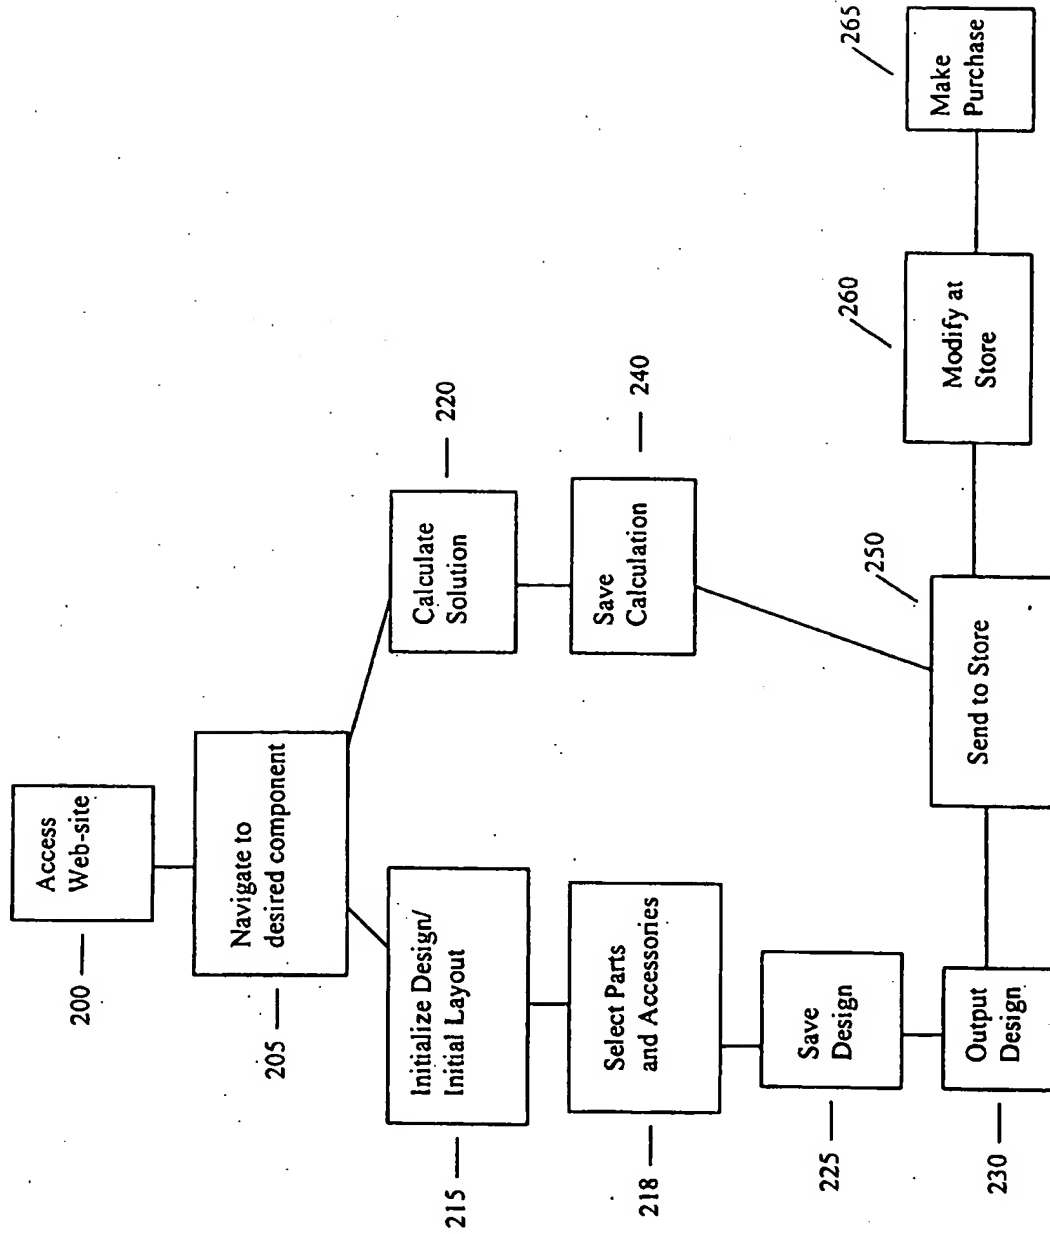 Access
Web-site
200
Navigate to
desired component
205
Initialize Design/
Initial Layout
215
Calculate
Solution
220
Select Parts
and Accessories
218
Save
Calculation
240
Save
Design
225
Output
Design
230
Send to Store
250
Modify at
Store
260
Make
Purchase
265